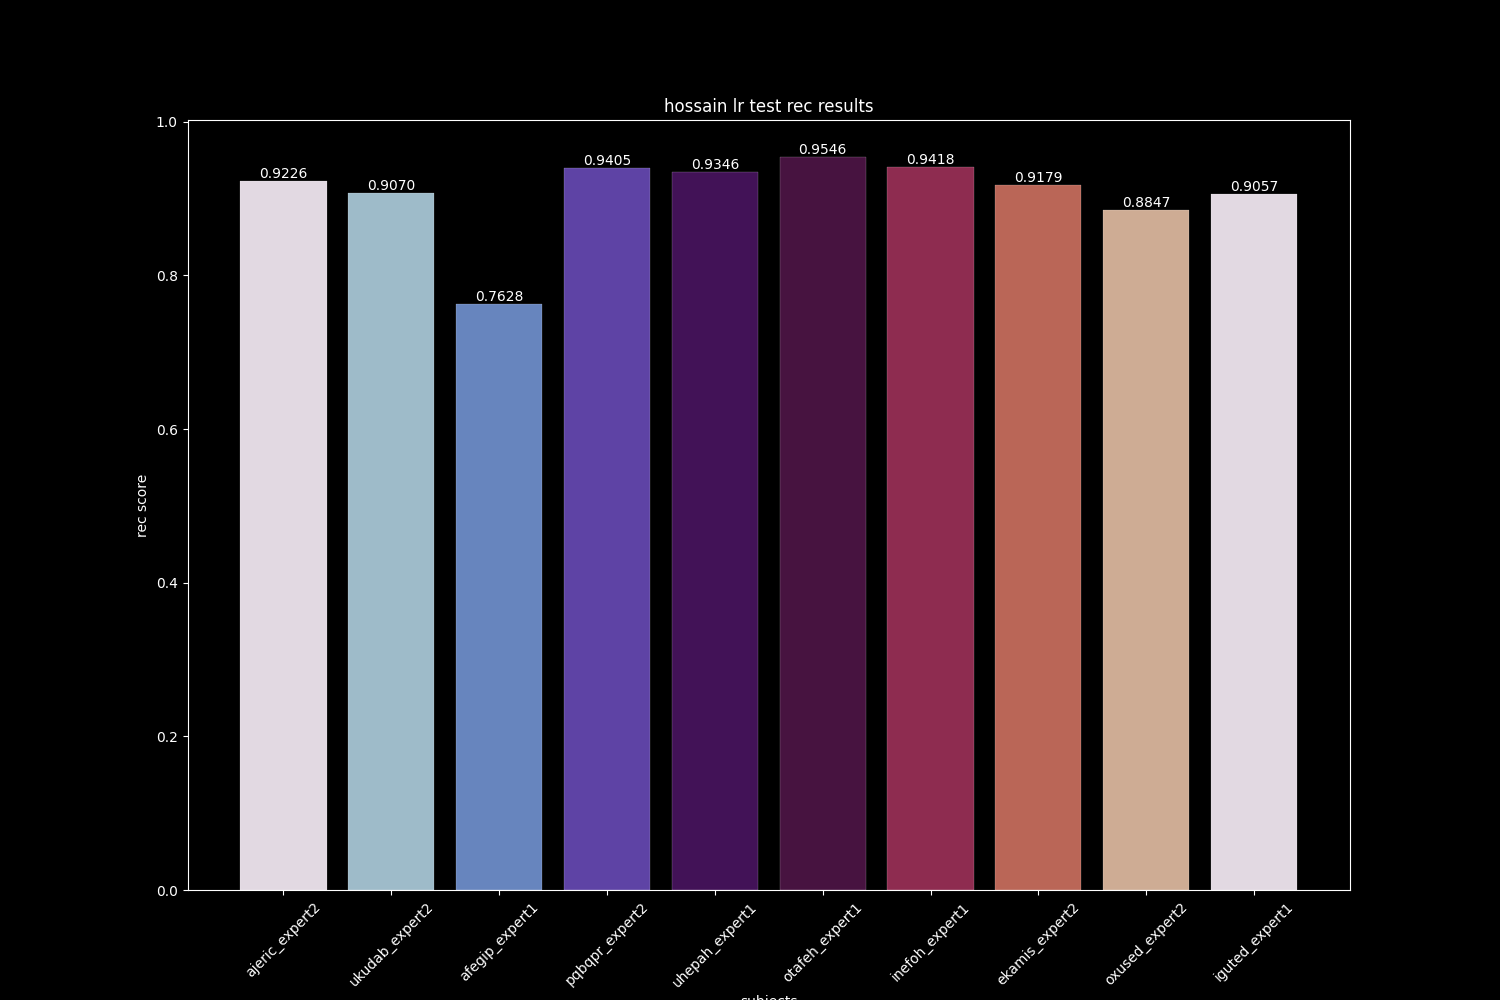 hossain lr test rec results
1.0
0.8
0.6
0.4
0.2
0.0
rec score
0.9226
0.9070
0.7628
0.9405
0.9346
0.9546
0.9418
0.9179
0.8847
0.9057
ajeric_expert2
ukudab_expert2
afegip_expert1
pqbqpr_expert2
uhepah_expert1
otafeh_expert1
inefoh_expert1
ekamis_expert2
oxused_expert2
iguted_expert1
subjects